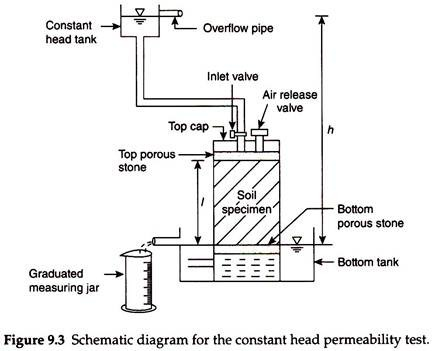 Constant
head tank
Overflow pipe
Inlet valve
Air release
valve
Top cap
h
Top porous
stone
l
Soil
specimen
Bottom
porous stone
Graduated
measuring jar
Bottom tank
Figure 9.3 Schematic diagram for the constant head permeability test.